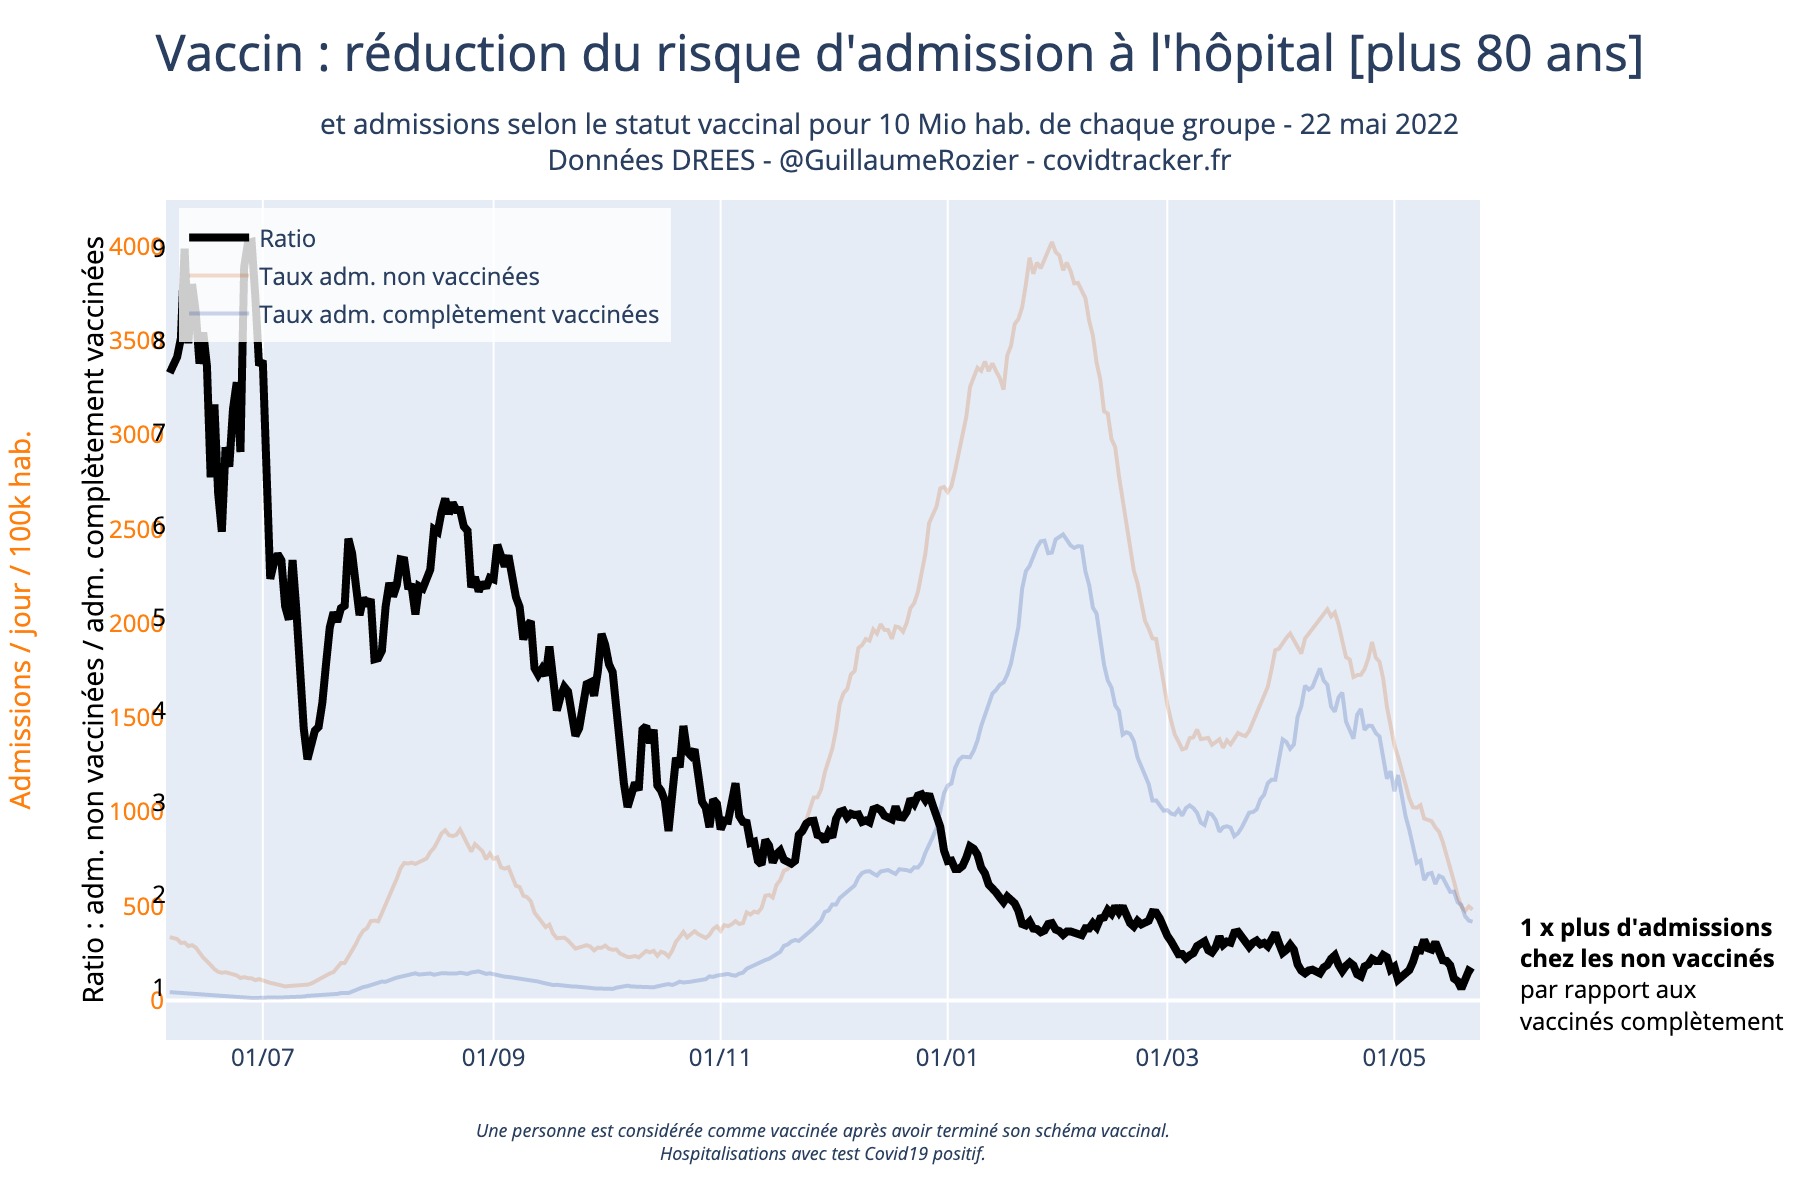 Vaccin : réduction du risque d'admission à l'hôpital [plus 80 ans]
et admissions selon le statut vaccinal pour 10 Mio hab. de chaque groupe - 22 mai 2022
Données DREES - @GuillaumeRozier - covidtracker.fr
Admissions / jour / 100k hab.
Ratio : adm. non vaccinées / adm. complètement vaccinées
Ratio
Taux adm. non vaccinées
Taux adm. complètement vaccinées
4000
9
3500
8
3000
7
2500
6
2000
5
1500
4
1000
3
500
2
0
1
01/07
01/09
01/11
01/01
01/03
01/05
1 x plus d'admissions
chez les non vaccinés
par rapport aux
vaccinés complètement
Une personne est considérée comme vaccinée après avoir terminé son schéma vaccinal.
Hospitalisations avec test Covid19 positif.